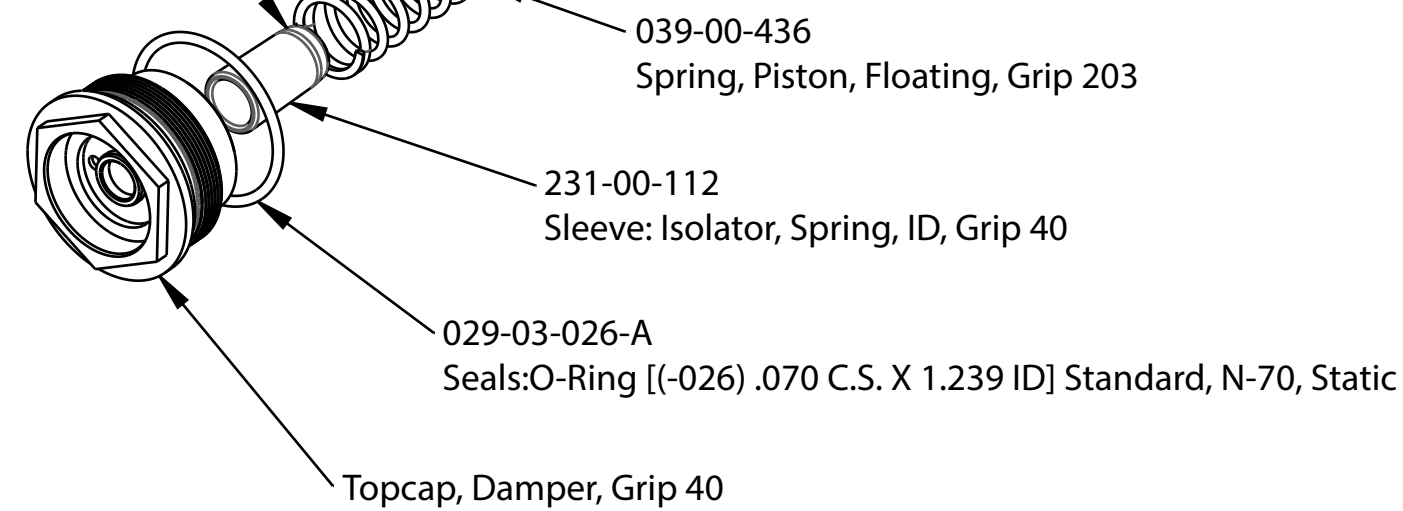 039-00-436
Spring, Piston, Floating, Grip 203
231-00-112
Sleeve: Isolator, Spring, ID, Grip 40
029-03-026-A
Seals:O-Ring [(-026) .070 C.S. X 1.239 ID] Standard, N-70, Static
Topcap, Damper, Grip 40